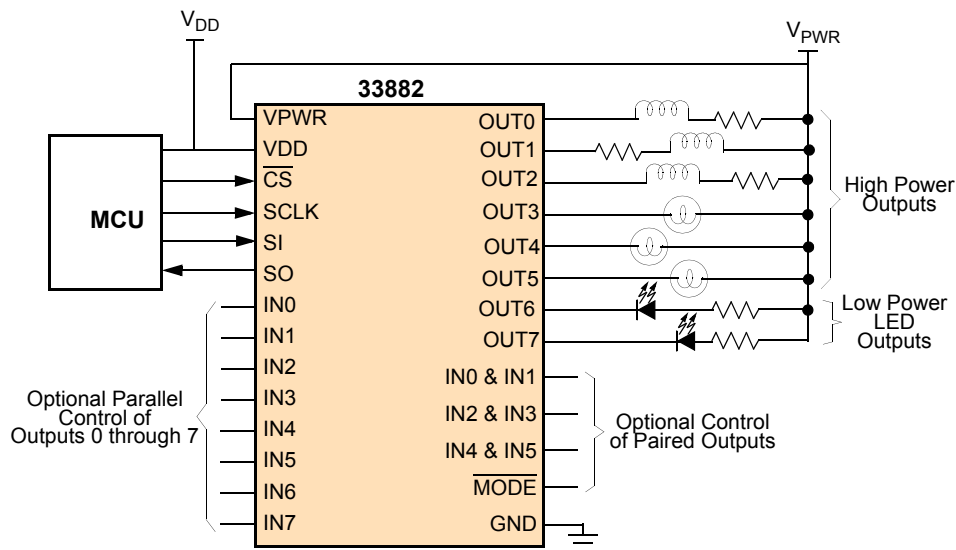 VDD
VPWR
33882
MCU
VPWR
VDD
CS
SCLK
SI
SO
IN0
IN1
IN2
IN3
IN4
IN5
IN6
IN7
OUT0
OUT1
OUT2
OUT3
OUT4
OUT5
OUT6
OUT7
IN0 & IN1
IN2 & IN3
IN4 & IN5
MODE
GND
High Power
Outputs
Low Power
LED
Outputs
Optional Parallel
Control of
Outputs 0 through 7
Optional Control
of Paired Outputs